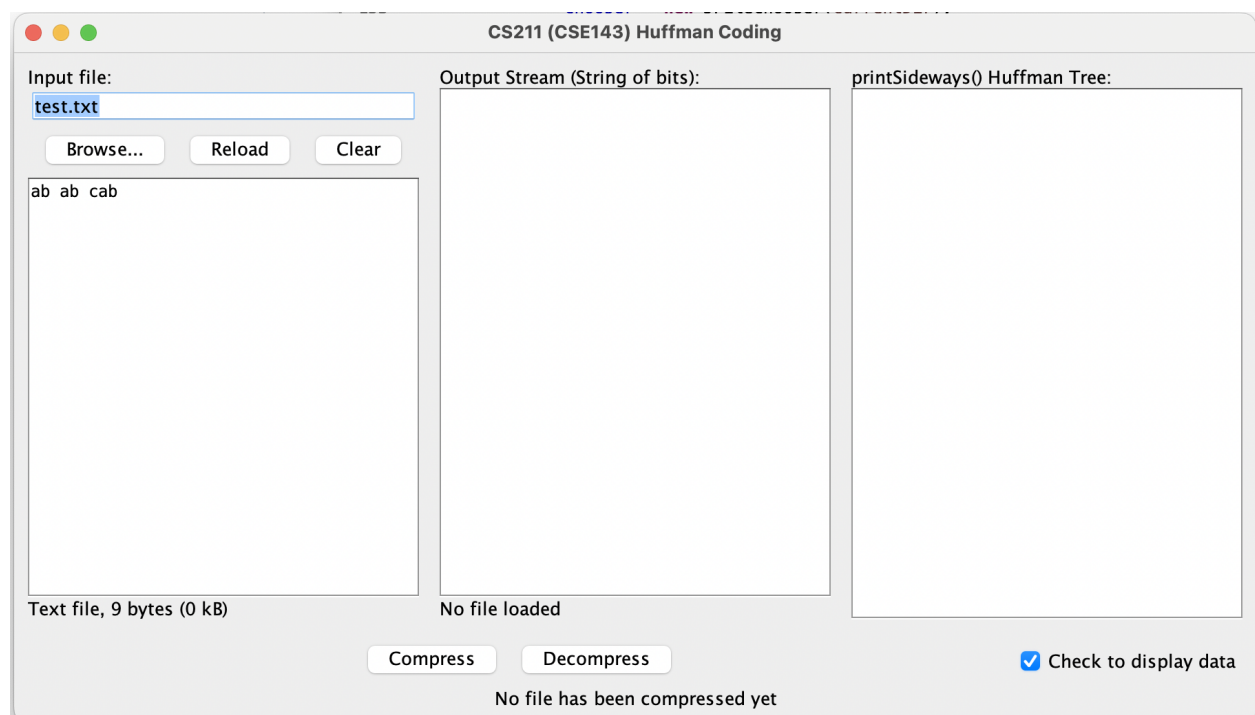 CS211 (CSE143) Huffman Coding
Input file:
test.txt
Browse... Reload Clear
ab ab cab
Text file, 9 bytes (0 kB)
Output Stream (String of bits):
No file loaded
printSideways() Huffman Tree:
Compress Decompress
Check to display data
No file has been compressed yet